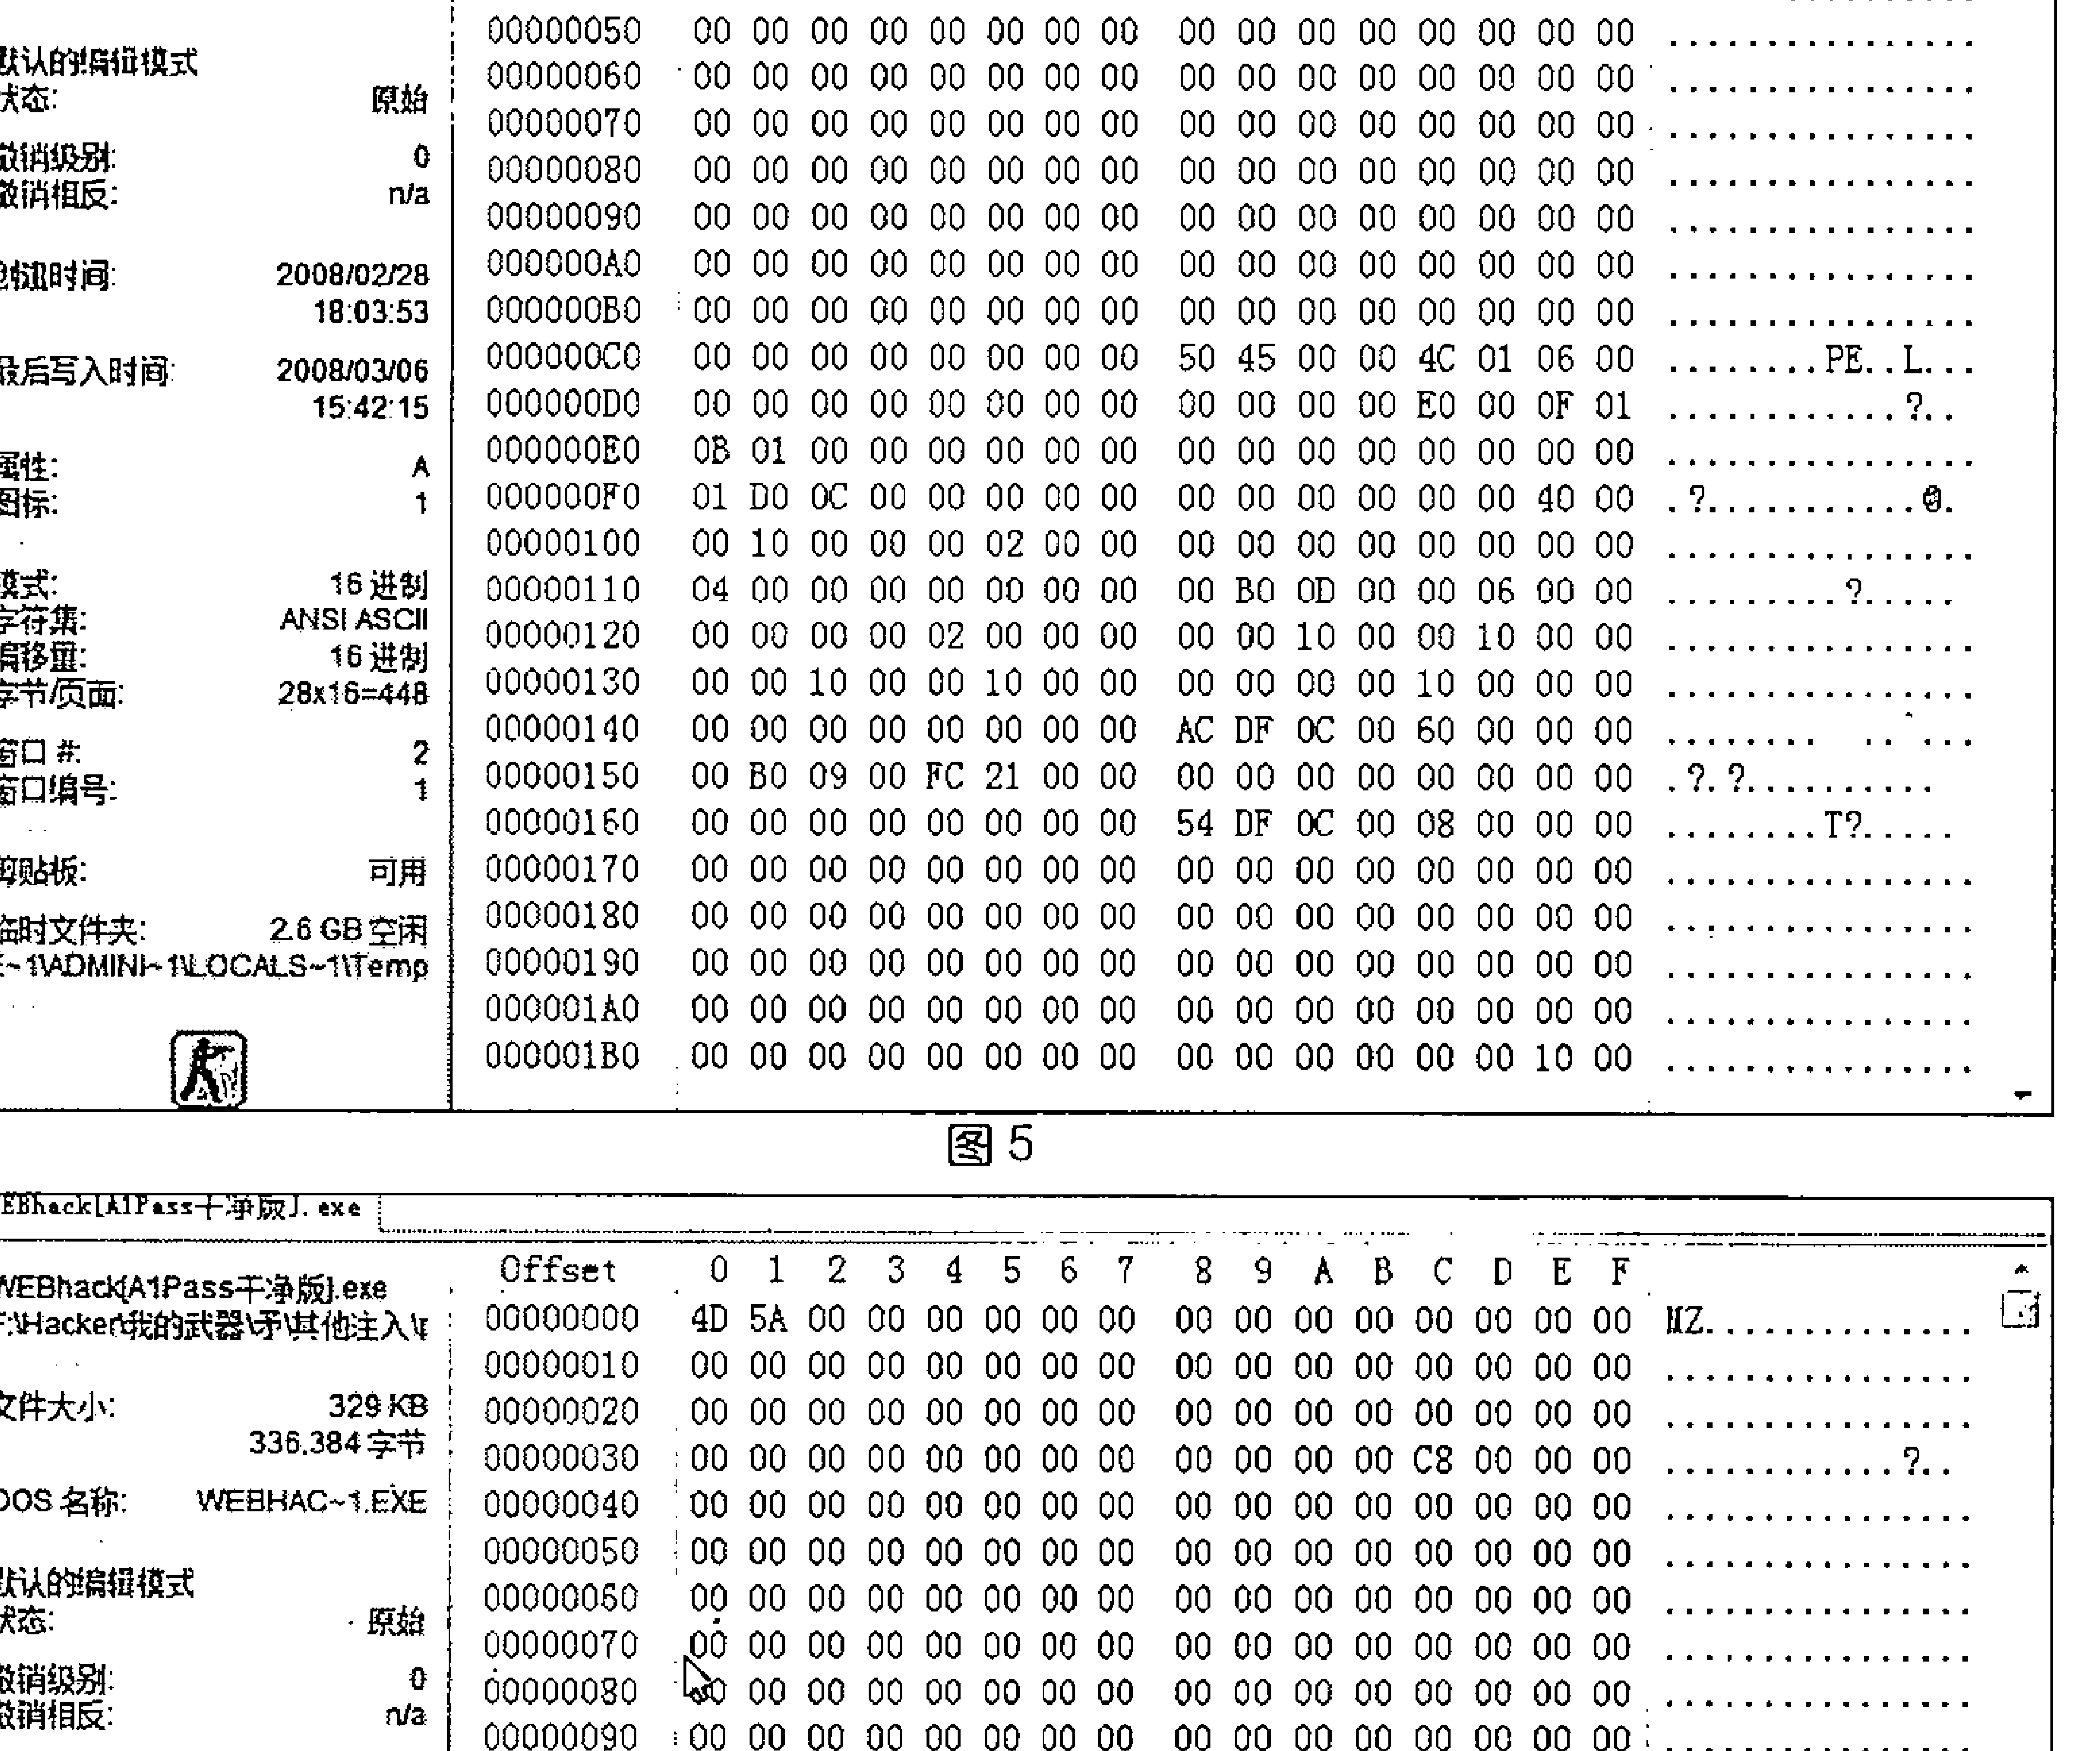 默认的编辑模式
状态: 原始
撤消级别: 0
撤消相反: n/a
创建时间: 2008/02/28
18:03:53
最后写入时间: 2008/03/06
15:42:15
属性: A
图标: 1
模式: 16 进制
字符集: ANSI ASCII
偏移量: 16 进制
字节/页面: 28x16=448
窗口 #: 2
窗口编号: 1
剪贴板: 可用
临时文件夹: 2.6 GB 空闲
~1\ADMINI~1\LOCALS~1\Temp
00000050 00 00 00 00 00 00 00 00 00 00 00 00 00 00 00 00 ................
00000060 00 00 00 00 00 00 00 00 00 00 00 00 00 00 00 00 ................
00000070 00 00 00 00 00 00 00 00 00 00 00 00 00 00 00 00 ................
00000080 00 00 00 00 00 00 00 00 00 00 00 00 00 00 00 00 ................
00000090 00 00 00 00 00 00 00 00 00 00 00 00 00 00 00 00 ................
000000A0 00 00 00 00 00 00 00 00 00 00 00 00 00 00 00 00 ................
000000B0 00 00 00 00 00 00 00 00 00 00 00 00 00 00 00 00 ................
000000C0 00 00 00 00 00 00 00 00 50 45 00 00 4C 01 06 00 ........PE..L...
000000D0 00 00 00 00 00 00 00 00 00 00 00 00 E0 00 0F 01 ............?..
000000E0 0B 01 00 00 00 00 00 00 00 00 00 00 00 00 00 00 ................
000000F0 01 D0 0C 00 00 00 00 00 00 00 00 00 00 00 40 00 .?...........@.
00000100 00 10 00 00 00 02 00 00 00 00 00 00 00 00 00 00 ................
00000110 04 00 00 00 00 00 00 00 00 B0 0D 00 00 06 00 00 .........?.....
00000120 00 00 00 00 02 00 00 00 00 00 10 00 00 10 00 00 ................
00000130 00 00 10 00 00 10 00 00 00 00 00 00 10 00 00 00 ................
00000140 00 00 00 00 00 00 00 00 AC DF 0C 00 60 00 00 00 ........ ..`...
00000150 00 B0 09 00 FC 21 00 00 00 00 00 00 00 00 00 00 .?.?..........
00000160 00 00 00 00 00 00 00 00 54 DF 0C 00 08 00 00 00 ........T?.....
00000170 00 00 00 00 00 00 00 00 00 00 00 00 00 00 00 00 ................
00000180 00 00 00 00 00 00 00 00 00 00 00 00 00 00 00 00 ................
00000190 00 00 00 00 00 00 00 00 00 00 00 00 00 00 00 00 ................
000001A0 00 00 00 00 00 00 00 00 00 00 00 00 00 00 00 00 ................
000001B0 00 00 00 00 00 00 00 00 00 00 00 00 00 00 10 00 ................
图 5
EBhack[A1Pass干净版].exe
WEBhack[A1Pass干净版].exe
F:\Hacker\我的武器\矛\其他注入\
文件大小: 329 KB
336,384 字节
DOS 名称: WEBHAC~1.EXE
默认的编辑模式
状态: 原始
撤消级别: 0
撤消相反: n/a
Offset 0 1 2 3 4 5 6 7 8 9 A B C D E F
00000000 4D 5A 00 00 00 00 00 00 00 00 00 00 00 00 00 00 MZ..............
00000010 00 00 00 00 00 00 00 00 00 00 00 00 00 00 00 00 ................
00000020 00 00 00 00 00 00 00 00 00 00 00 00 00 00 00 00 ................
00000030 00 00 00 00 00 00 00 00 00 00 00 00 C8 00 00 00 ............?..
00000040 00 00 00 00 00 00 00 00 00 00 00 00 00 00 00 00 ................
00000050 00 00 00 00 00 00 00 00 00 00 00 00 00 00 00 00 ................
00000060 00 00 00 00 00 00 00 00 00 00 00 00 00 00 00 00 ................
00000070 00 00 00 00 00 00 00 00 00 00 00 00 00 00 00 00 ................
00000080 00 00 00 00 00 00 00 00 00 00 00 00 00 00 00 00 ................
00000090 00 00 00 00 00 00 00 00 00 00 00 00 00 00 00 00 ................